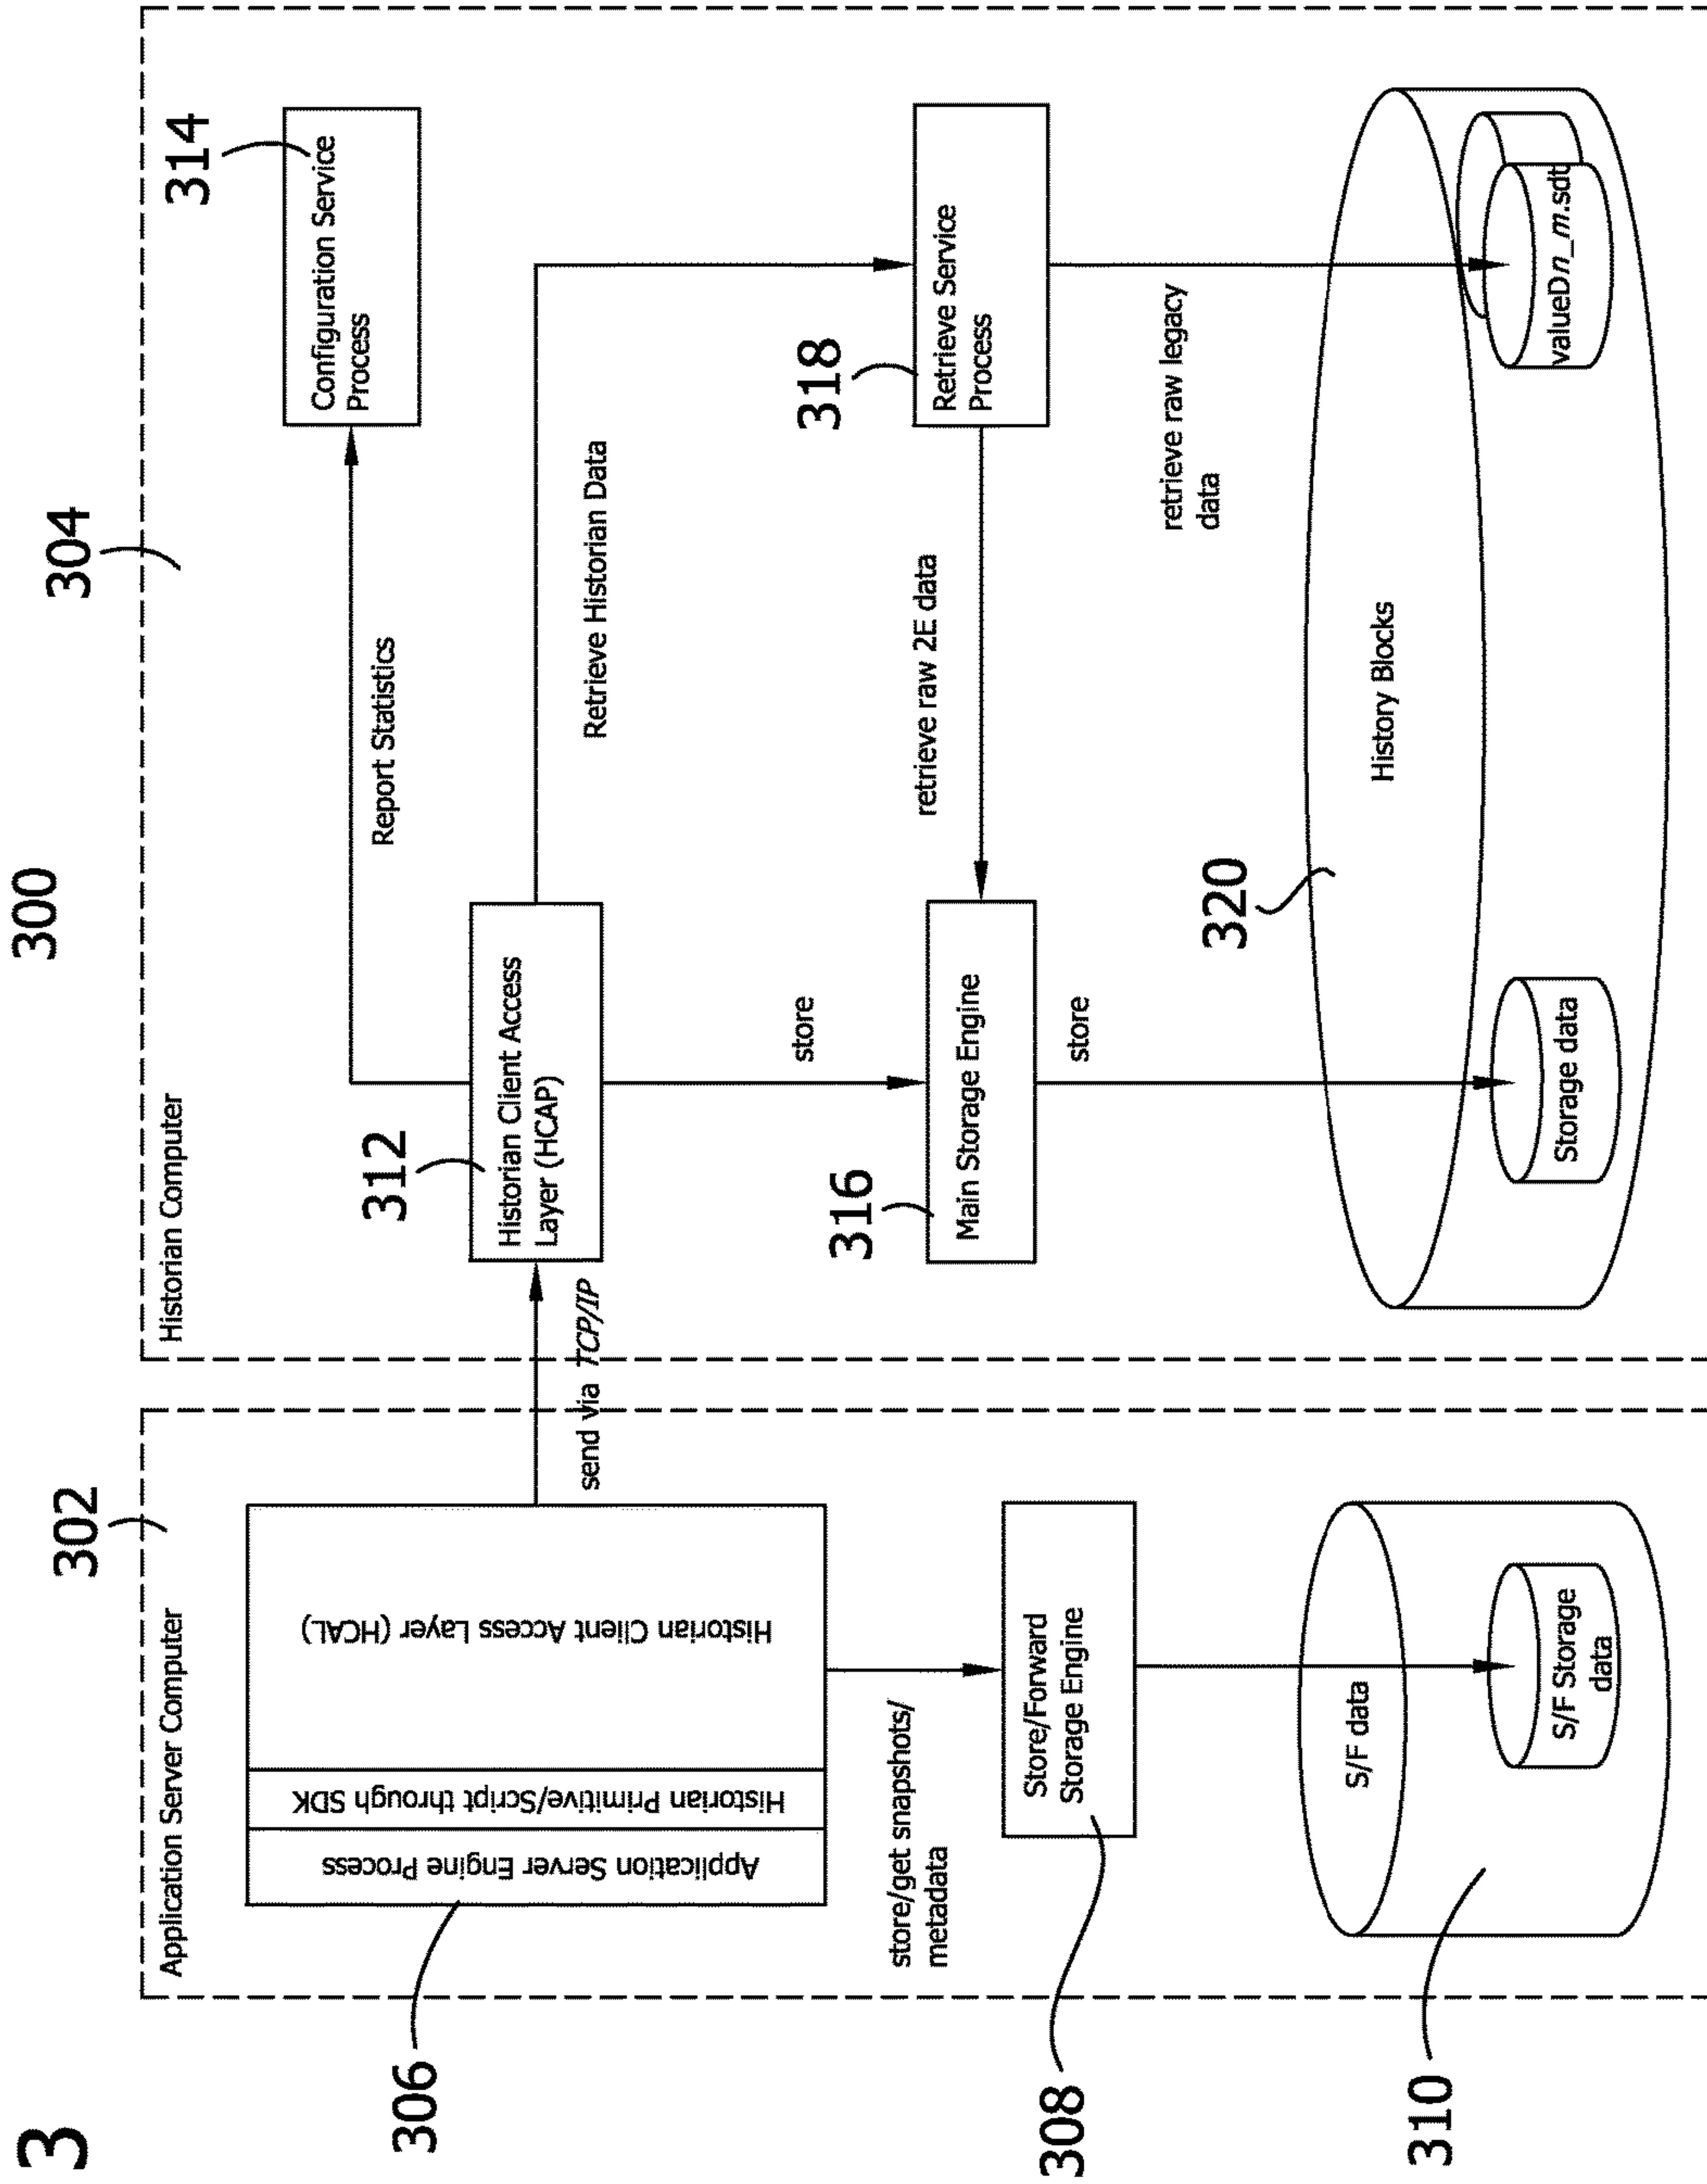 3
300
302
304
Application Server Computer
306
Application Server Engine Process
Historian Primitive/Script through SDK
Historian Client Access Layer (HCAL)
send via TCP/IP
store/get snapshots/
metadata
308
Store/Forward
Storage Engine
310
S/F data
S/F Storage
data
Historian Computer
312
Historian Client Access
Layer (HCAP)
Report Statistics
314
Configuration Service
Process
Retrieve Historian Data
store
316
Main Storage Engine
retrieve raw 2E data
318
Retrieve Service
Process
store
retrieve raw legacy
data
320
History Blocks
Storage data
valueDn_m.sdt